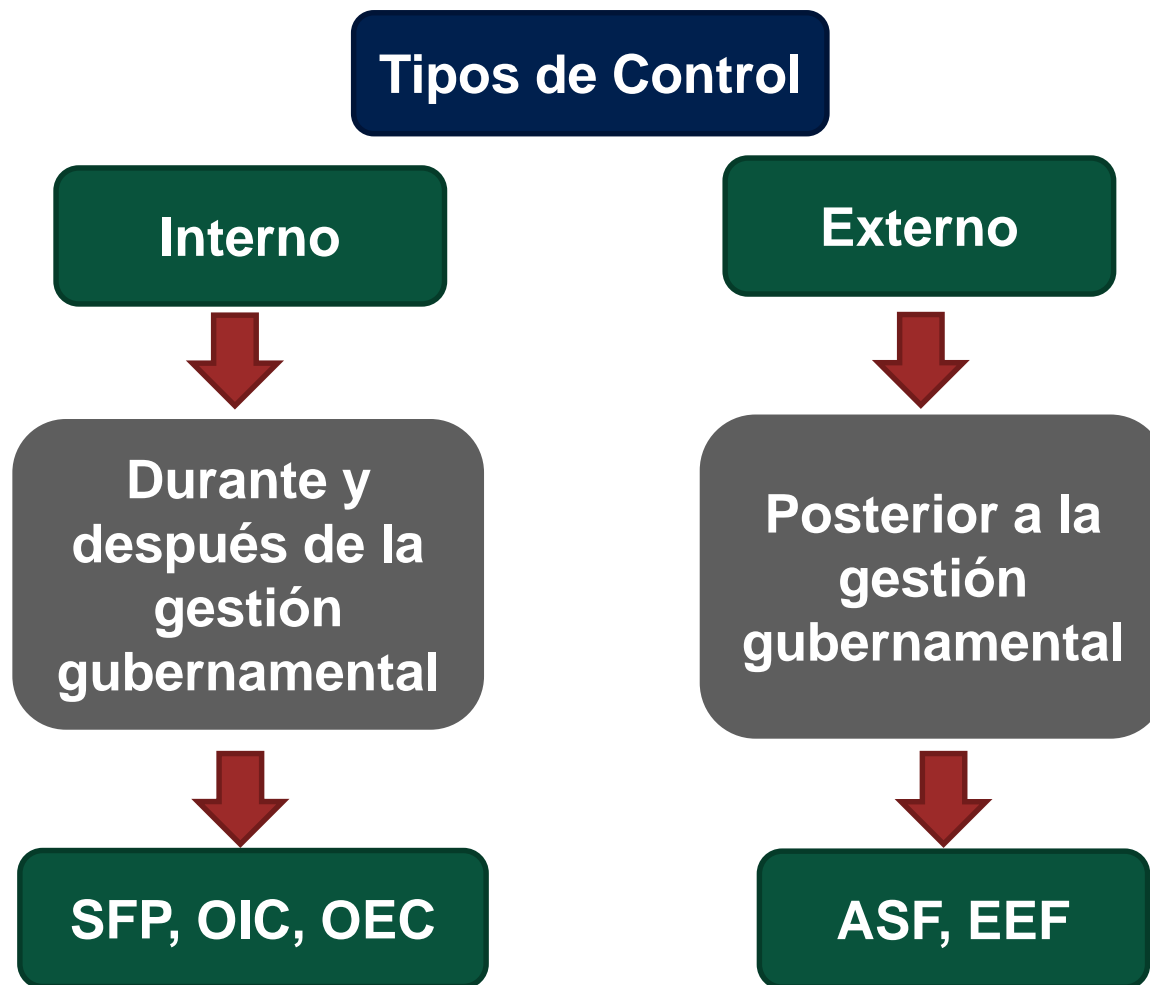 Tipos de Control
Interno
Externo
Durante y
después de la
gestión
gubernamental
Posterior a la
gestión
gubernamental
SFP, OIC, OEC
ASF, EEF